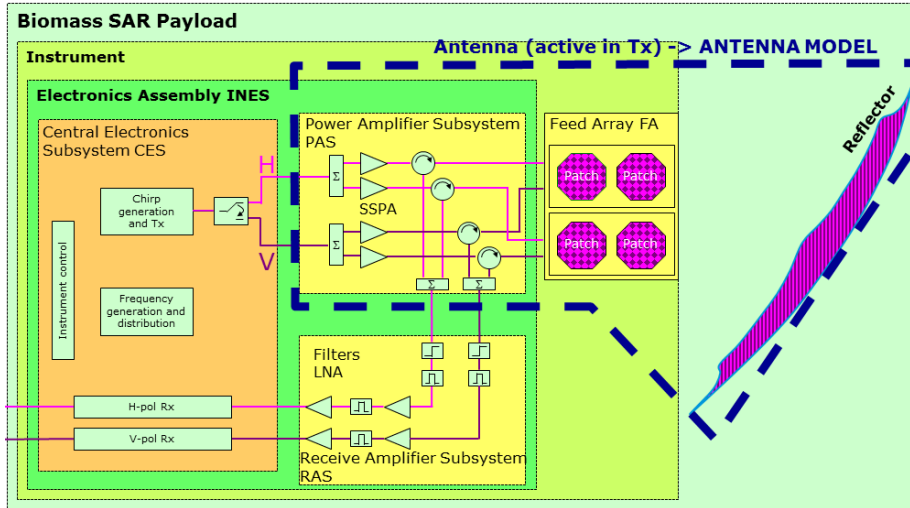 Biomass SAR Payload
Instrument
Antenna (active in Tx) -> ANTENNA MODEL
Electronics Assembly INES
Central Electronics
Subsystem CES
Power Amplifier Subsystem
PAS
Feed Array FA
Reflector
H
Σ
Patch
Patch
Chirp
generation
and Tx
SSPA
V
Σ
Patch
Patch
Instrument control
Frequency
generation and
distribution
Σ
Σ
Filters
LNA
H-pol Rx
V-pol Rx
Receive Amplifier Subsystem
RAS